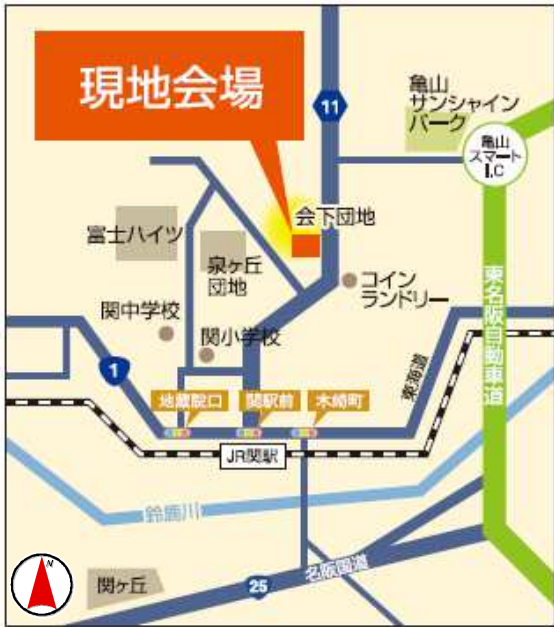 現地会場
11
亀山
サンシャイン
パーク
亀山
スマート
I,C
会下団地
富士ハイツ
泉ヶ丘
団地
コイン
ランドリー
関中学校
関小学校
東名阪自動車道
1
東海道
地蔵院口
関駅前
木崎町
JR関駅
鈴鹿川
名阪国道
関ヶ丘
25
N